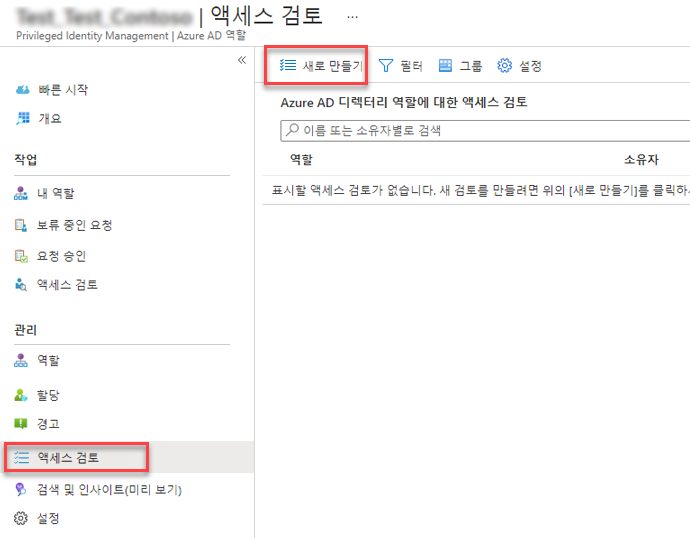 | 액세스 검토 ...
Privileged Identity Management | Azure AD 역할
«
빠른 시작
개요
작업
내 역할
보류 중인 요청
요청 승인
액세스 검토
관리
역할
할당
경고
액세스 검토
검색 및 인사이트(미리 보기)
설정
새로 만들기 필터 그룹 설정
Azure AD 디렉터리 역할에 대한 액세스 검토
이름 또는 소유자별로 검색
역할 소유자
표시할 액세스 검토가 없습니다. 새 검토를 만들려면 위의 [새로 만들기]를 클릭하